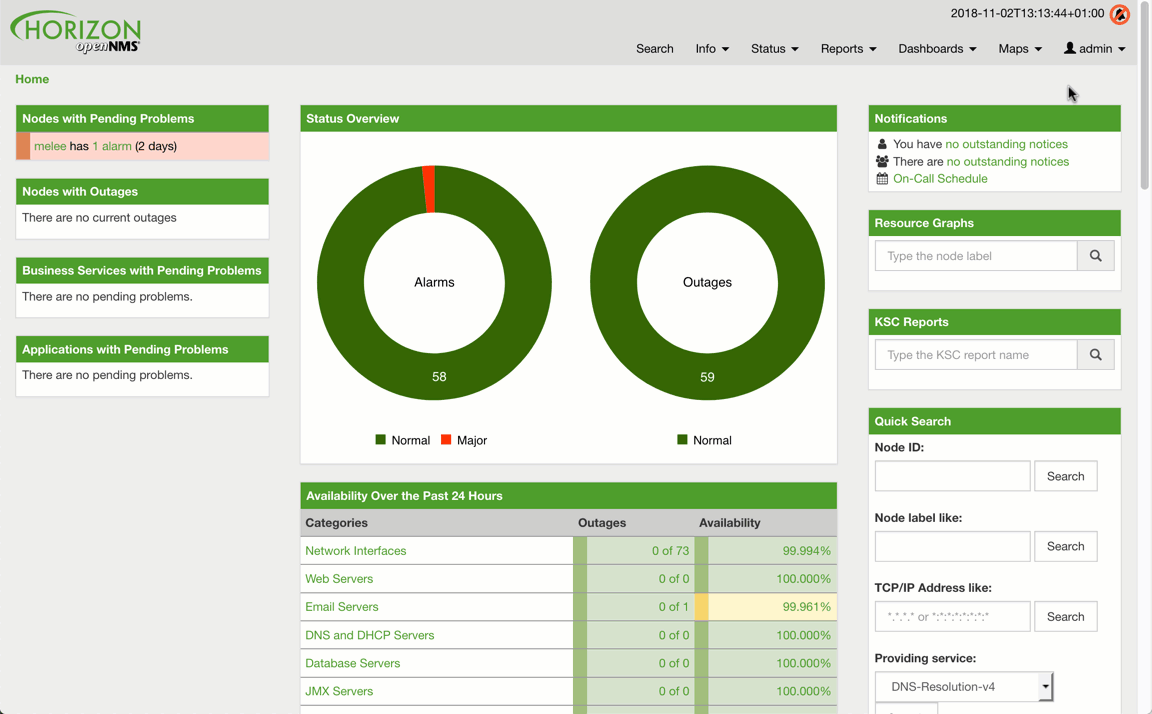 HORIZON
openNMS
2018-11-02T13:13:44+01:00
Search Info Status Reports Dashboards Maps admin
Home
Nodes with Pending Problems
melee has 1 alarm (2 days)
Nodes with Outages
There are no current outages
Business Services with Pending Problems
There are no pending problems.
Applications with Pending Problems
There are no pending problems.
Status Overview
Alarms
58
Normal Major
Outages
59
Normal
Availability Over the Past 24 Hours
Categories Outages Availability
Network Interfaces 0 of 73 99.994%
Web Servers 0 of 0 100.000%
Email Servers 0 of 1 99.961%
DNS and DHCP Servers 0 of 0 100.000%
Database Servers 0 of 0 100.000%
JMX Servers 0 of 0 100.000%
Notifications
You have no outstanding notices
There are no outstanding notices
On-Call Schedule
Resource Graphs
Type the node label
KSC Reports
Type the KSC report name
Quick Search
Node ID:
Search
Node label like:
Search
TCP/IP Address like:
*.*.*.* or *:*:*:*:*:*:*:* Search
Providing service:
DNS-Resolution-v4